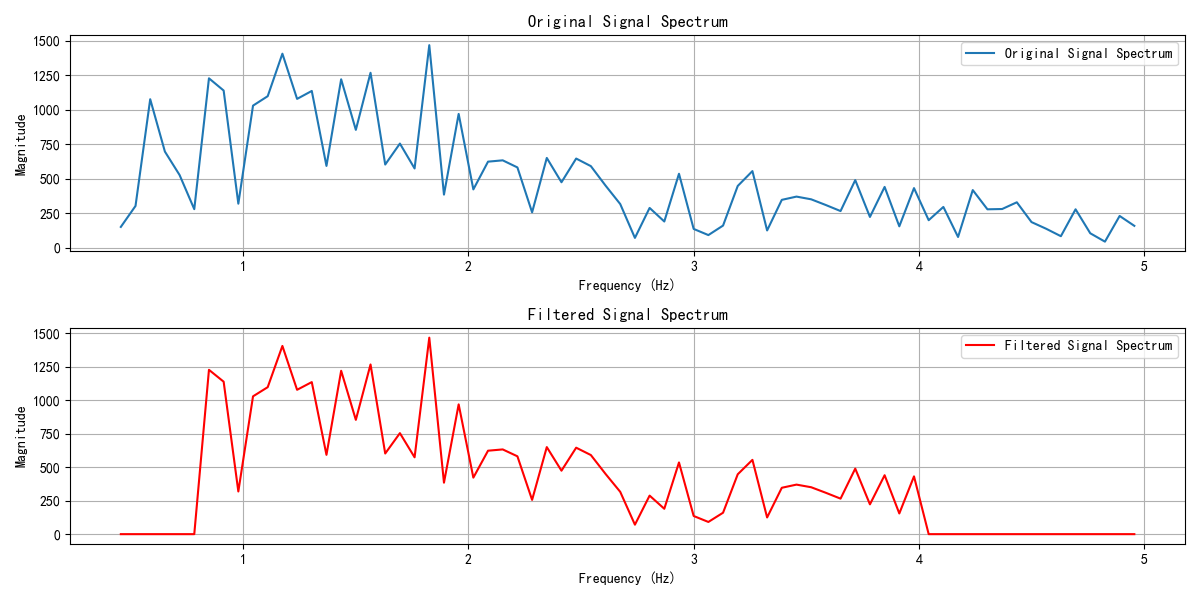 Original Signal Spectrum
1500
1250
1000
750
500
250
0
Magnitude
Original Signal Spectrum
1 2 3 4 5
Frequency (Hz)
Filtered Signal Spectrum
1500
1250
1000
750
500
250
0
Magnitude
Filtered Signal Spectrum
1 2 3 4 5
Frequency (Hz)